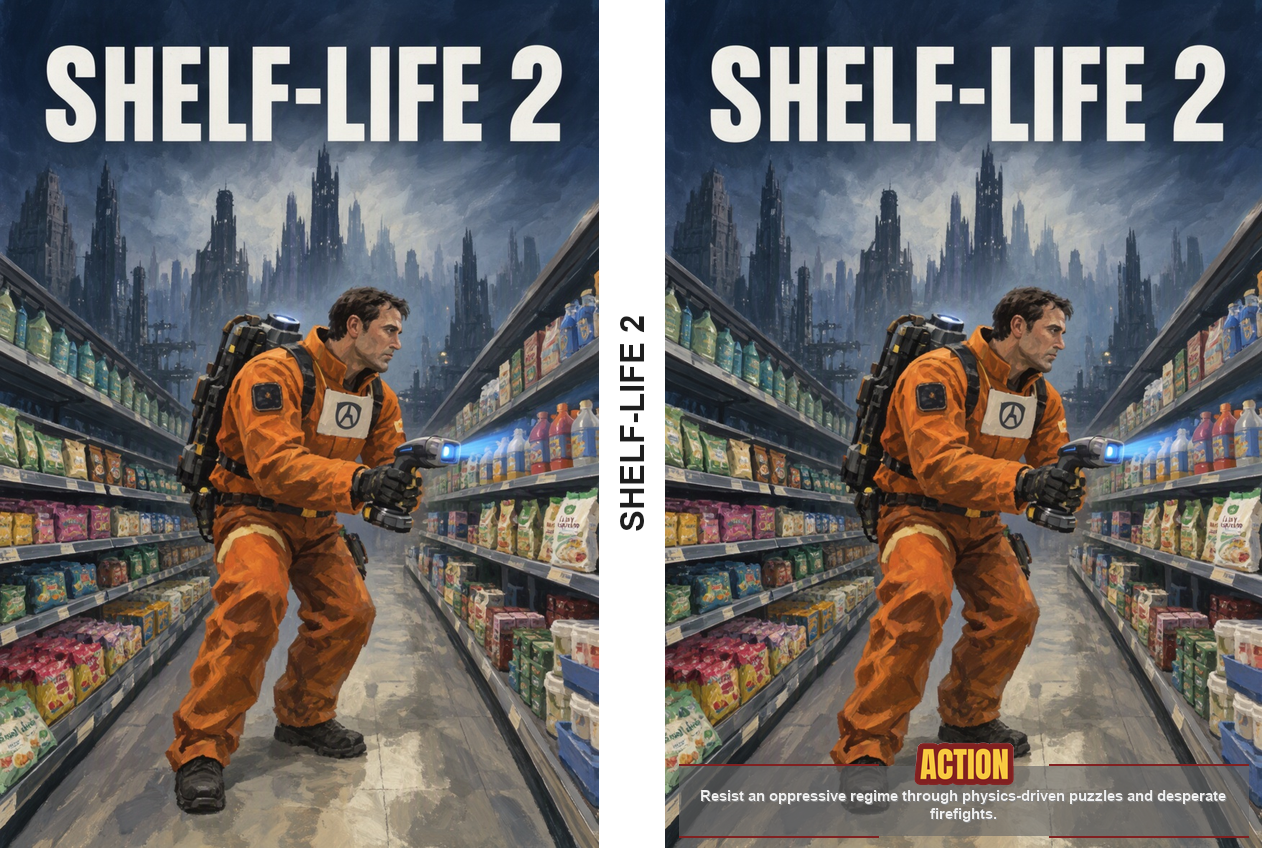 SHELF-LIFE 2
SHELF-LIFE 2
SHELF-LIFE 2
ACTION
Resist an oppressive regime through physics-driven puzzles and desperate
firefights.